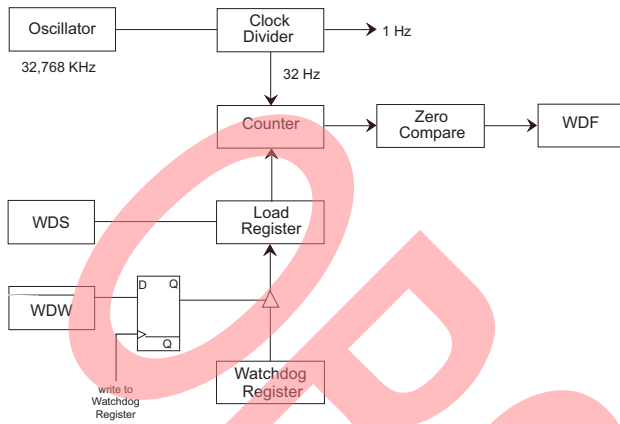 Oscillator
Clock
Divider
1 Hz
32,768 KHz
32 Hz
Counter
Zero
Compare
WDF
WDS
Load
Register
WDW
D Q
Q
write to
Watchdog
Register
Watchdog
Register